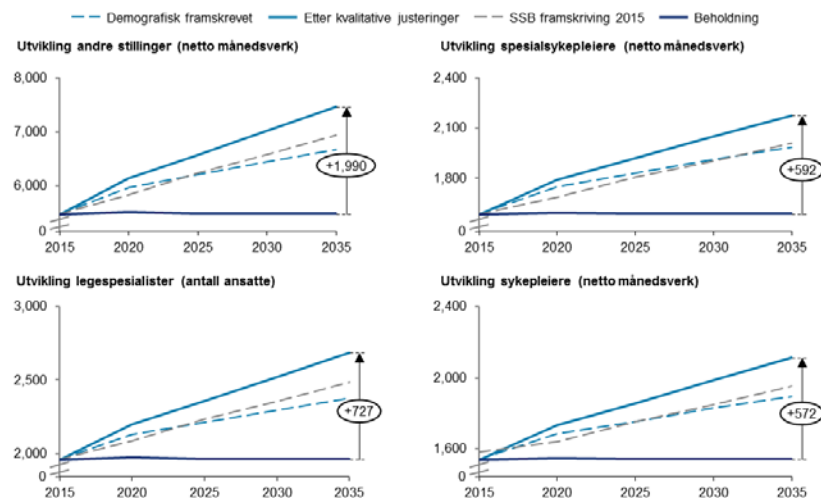 Demografisk framskrevet Etter kvalitative justeringer SSB framskriving 2015 Beholdning
Utvikling andre stillinger (netto månedsverk)
8,000
7,000
6,000
0
+1,990
2015 2020 2025 2030 2035
Utvikling spesialsykepleiere (netto månedsverk)
2,400
2,100
1,800
0
+592
2015 2020 2025 2030 2035
Utvikling legespesialister (antall ansatte)
3,000
2,500
2,000
0
+727
2015 2020 2025 2030 2035
Utvikling sykepleiere (netto månedsverk)
2,400
2,000
1,600
0
+572
2015 2020 2025 2030 2035